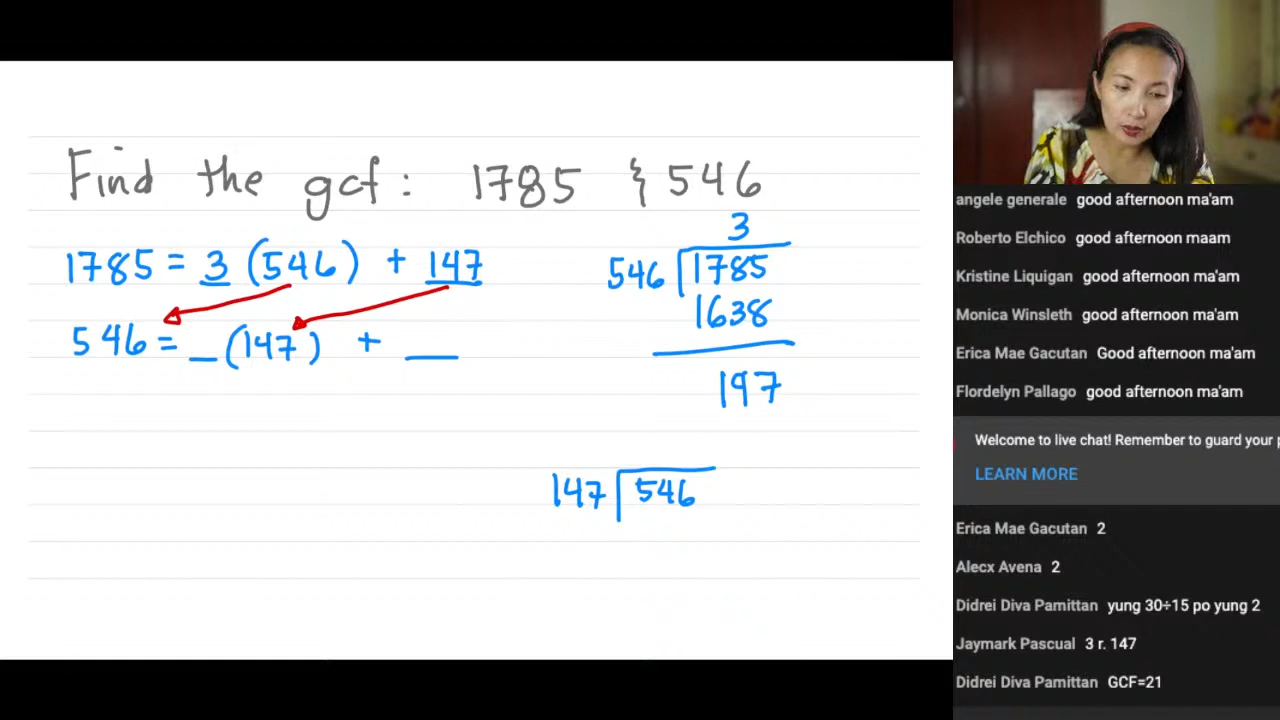 Find the gcf: 1785 & 546
1785 = 3 (546) + 147
546 = _ (147) + __
3
546 1785
1638
197
147 546
angele generale good afternoon ma'am
Roberto Elchico good afternoon maam
Kristine Liquigan good afternoon ma'am
Monica Winsleth good afternoon ma'am
Erica Mae Gacutan Good afternoon ma'am
Flordelyn Pallago good afternoon ma'am
Welcome to live chat! Remember to guard your
LEARN MORE
Erica Mae Gacutan 2
Alecx Avena 2
Didrei Diva Pamittan yung 30÷15 po yung 2
Jaymark Pascual 3 r. 147
Didrei Diva Pamittan GCF=21